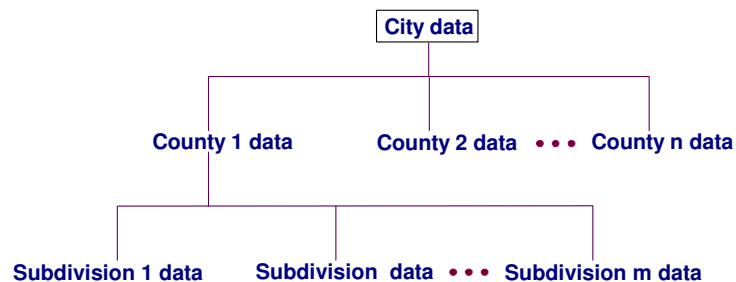 City data
County 1 data County 2 data • • • County n data
Subdivision 1 data Subdivision data • • • Subdivision m data